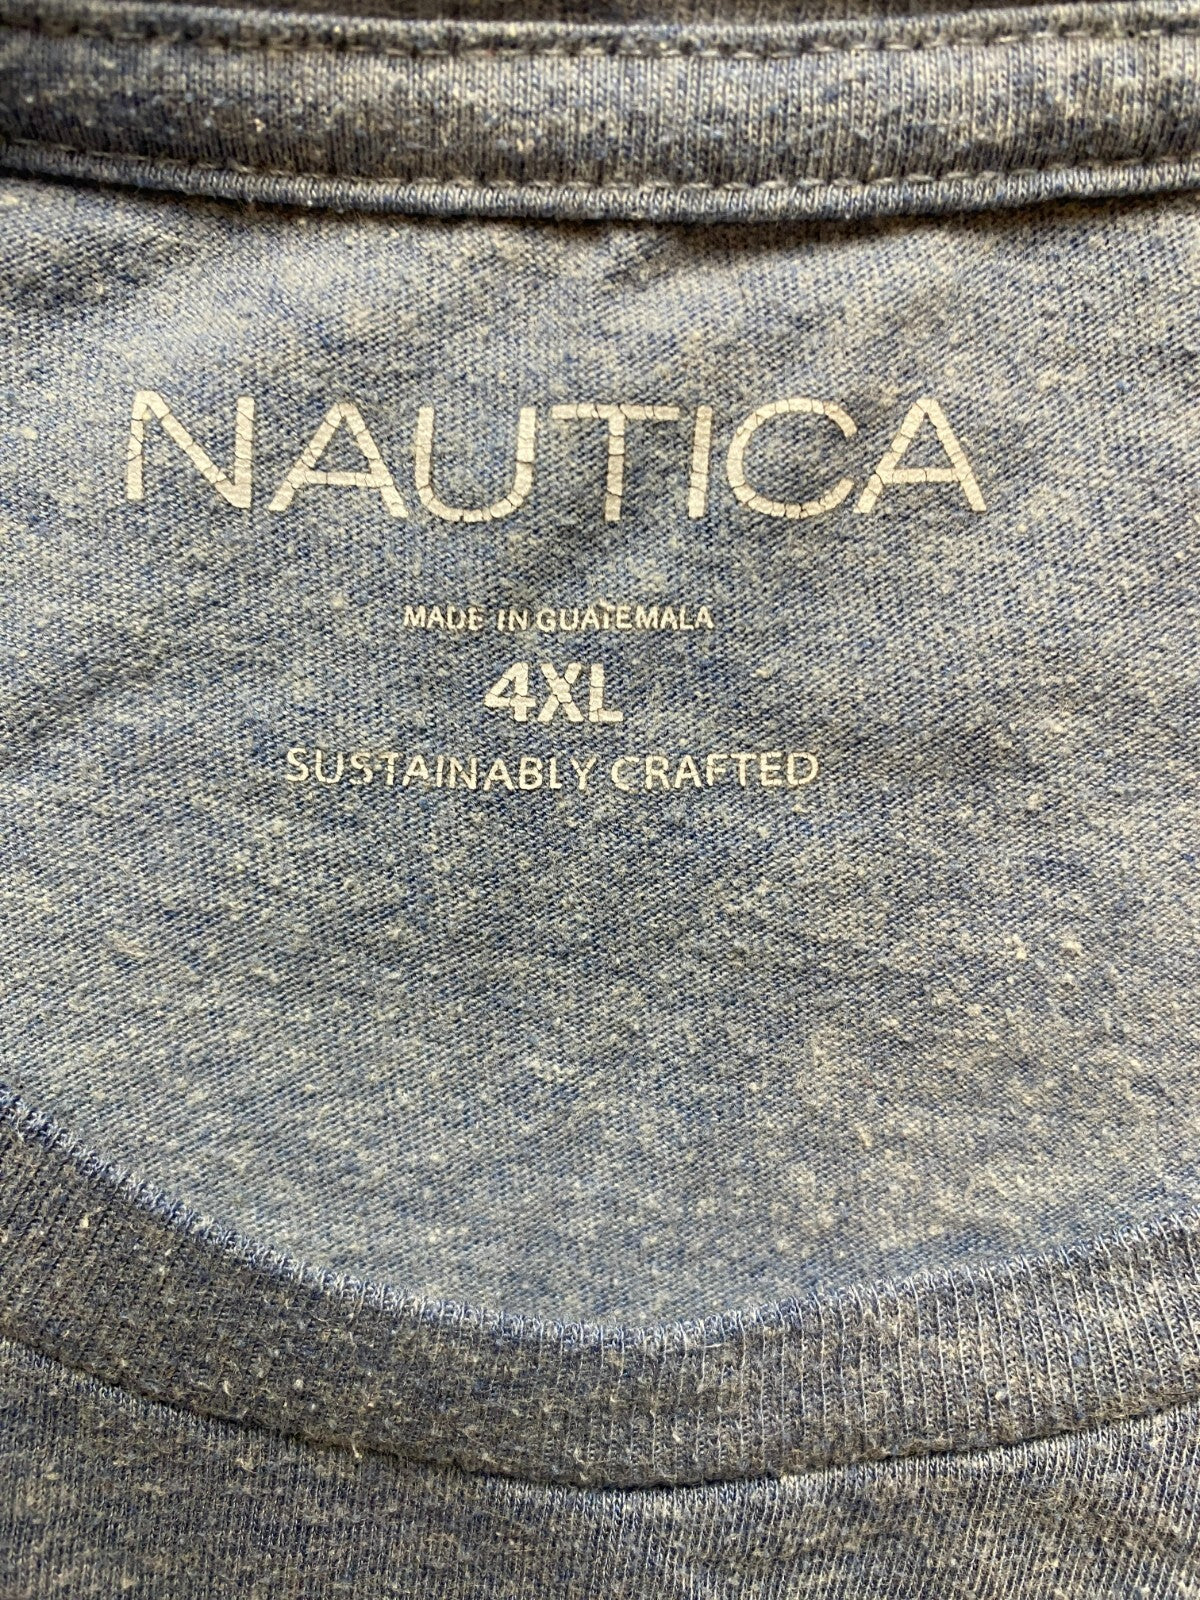 NAUTICA
MADE IN GUATEMALA
4XL
SUSTAINABLY CRAFTED